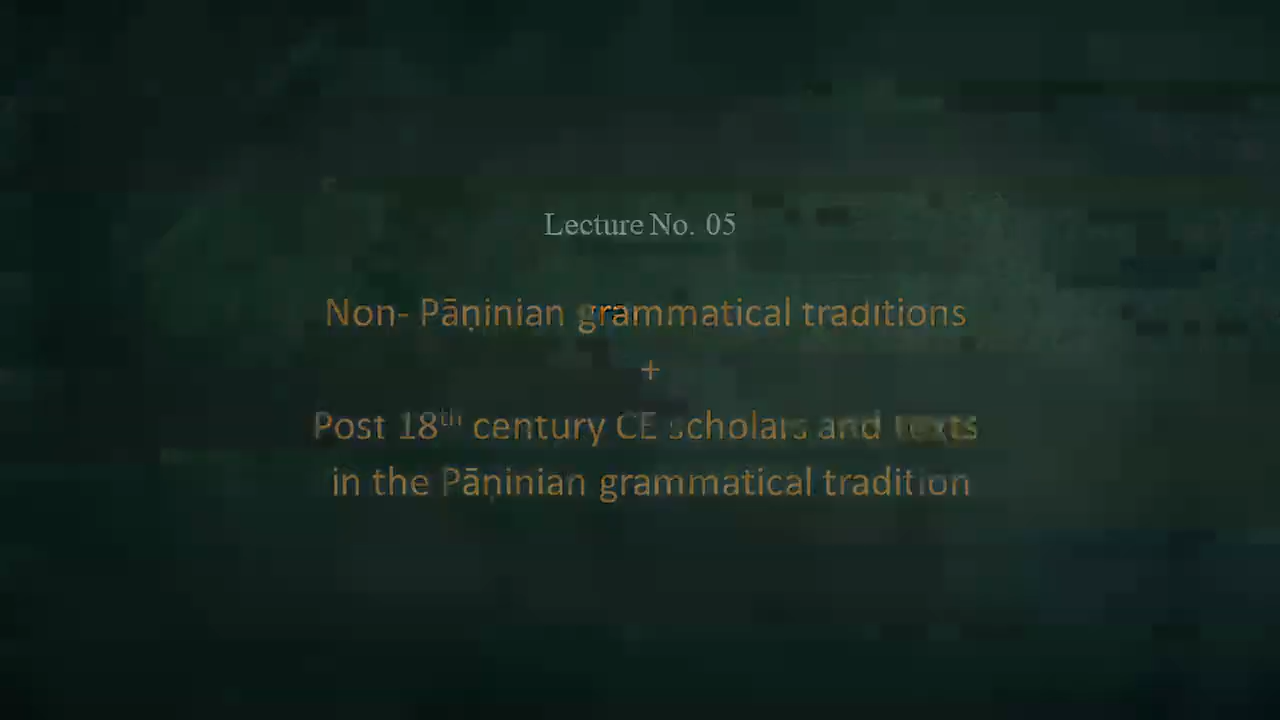 Lecture No. 05
Non- Pāṇinian grammatical traditions
+
Post 18th century CE scholars and texts
in the Pāṇinian grammatical tradition